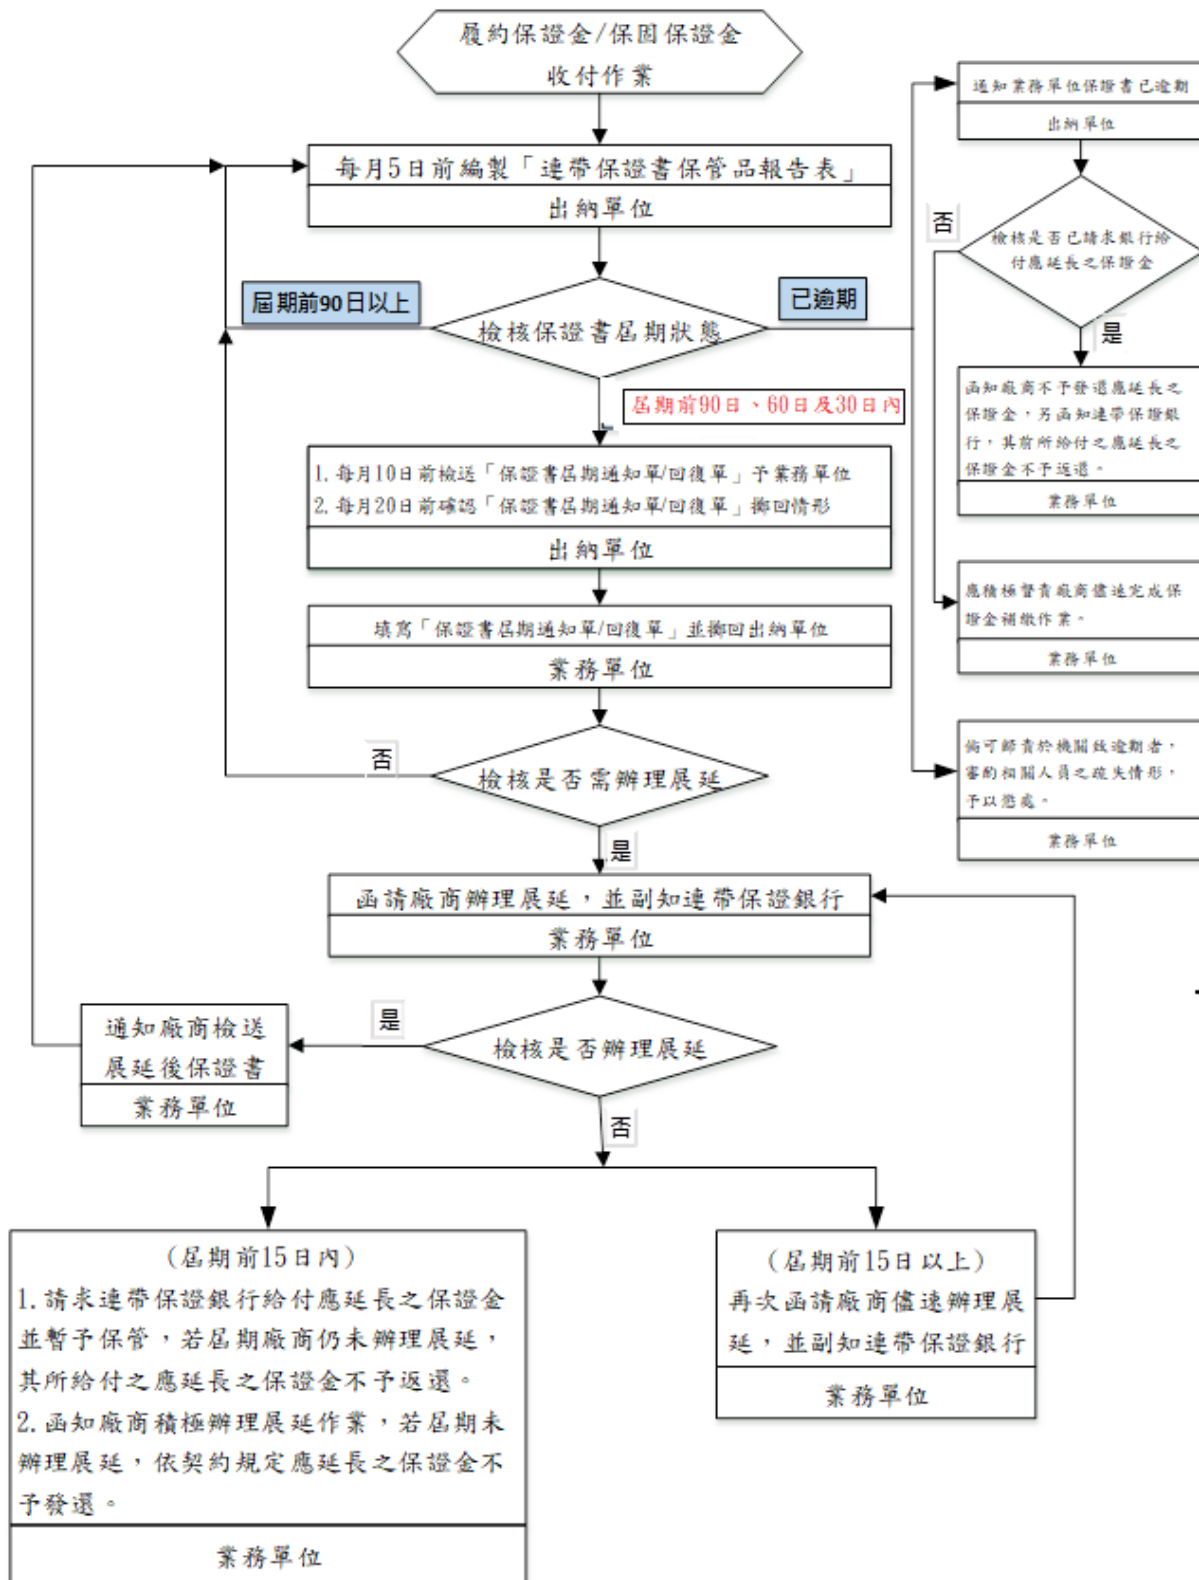 履約保證金/保固保證金
收付作業
每月5日前編製「連帶保證書保管品報告表」
出納單位
屆期前90日以上
檢核保證書屆期狀態
已逾期
屆期前90日、60日及30日內
1.每月10日前檢送「保證書屆期通知單/回復單」予業務單位
2.每月20日前確認「保證書屆期通知單/回復單」擲回情形
出納單位
填寫「保證書屆期通知單/回復單」並擲回出納單位
業務單位
否
檢核是否需辦理展延
是
函請廠商辦理展延，並副知連帶保證銀行
業務單位
檢核是否辦理展延
是
通知廠商檢送
展延後保證書
業務單位
否
(屆期前15日內)
1.請求連帶保證銀行給付應延長之保證金
並暫予保管，若屆期廠商仍未辦理展延，
其所給付之應延長之保證金不予返還。
2.函知廠商積極辦理展延作業，若屆期未
辦理展延，依契約規定應延長之保證金不
予發還。
業務單位
(屆期前15日以上)
再次函請廠商儘速辦理展
延，並副知連帶保證銀行
業務單位
通知業務單位保證書已逾期
出納單位
檢核是否已請求銀行給
付應延長之保證金
否
是
函知廠商不予發還應延長之
保證金，另函知連帶保證銀
行，其前所給付之應延長之
保證金不予返還。
業務單位
應積極督責廠商儘速完成保
證金補繳作業。
業務單位
倘可歸責於機關致逾期者，
審酌相關人員之疏失情形，
予以懲處。
業務單位